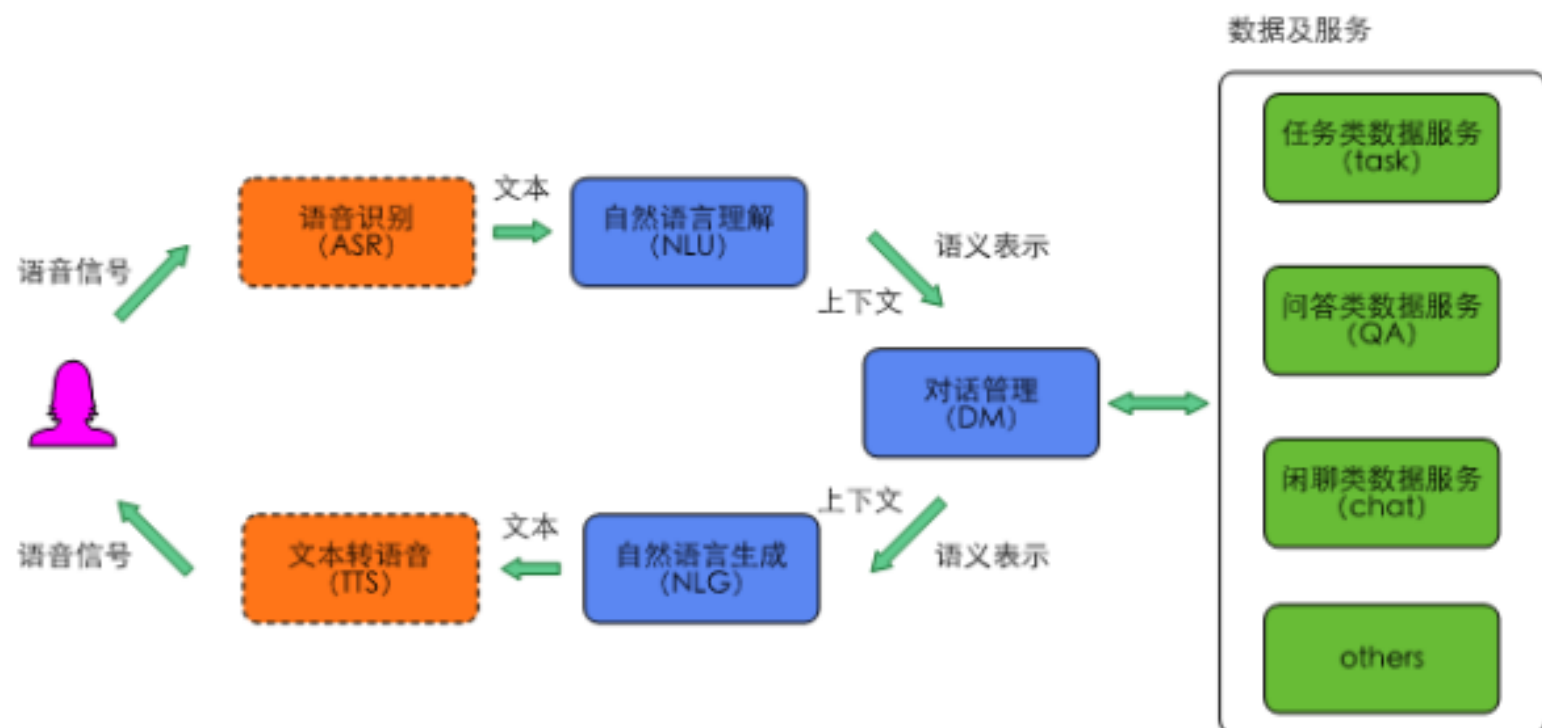 数据及服务
任务类数据服务
(task)
文本
语音识别
(ASR)
自然语言理解
(NLU)
语义表示
语音信号
上下文
问答类数据服务
(QA)
对话管理
(DM)
闲聊类数据服务
(chat)
上下文
文本
语音信号
文本转语音
(TTS)
自然语言生成
(NLG)
语义表示
others